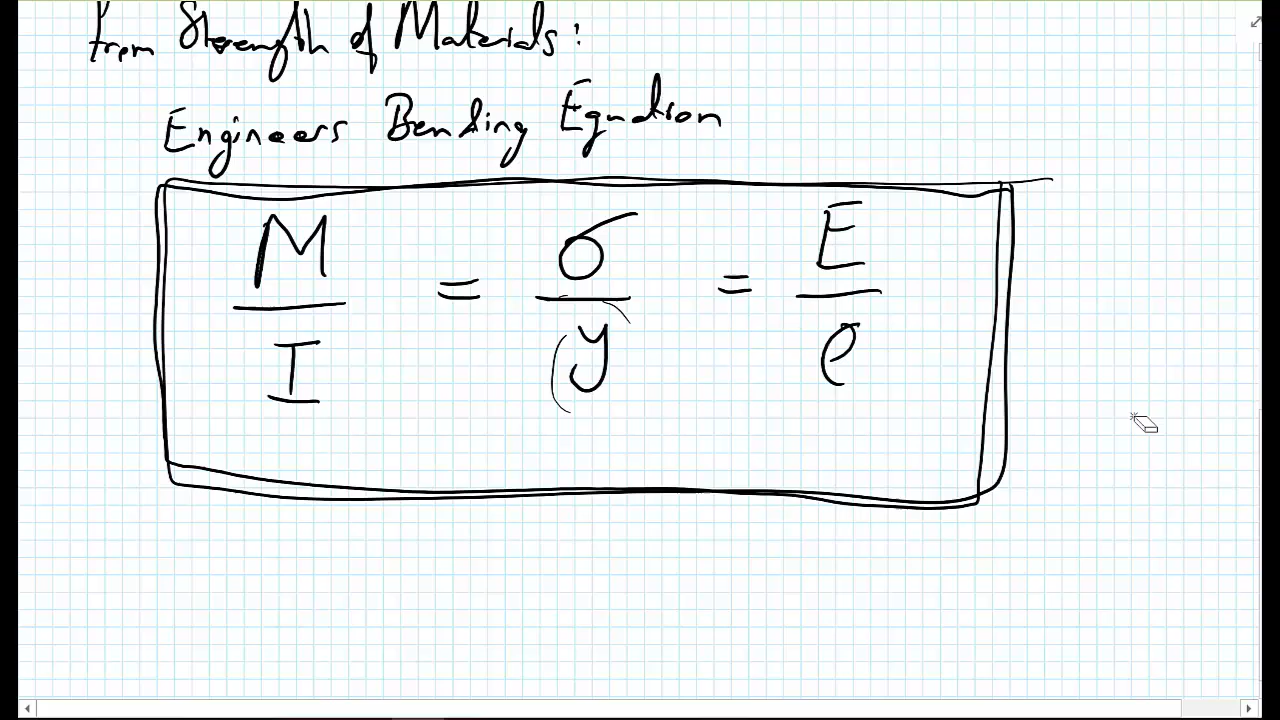 from Strength of Materials:
Engineers Bending Equation
M/I = σ/y = E/ρ